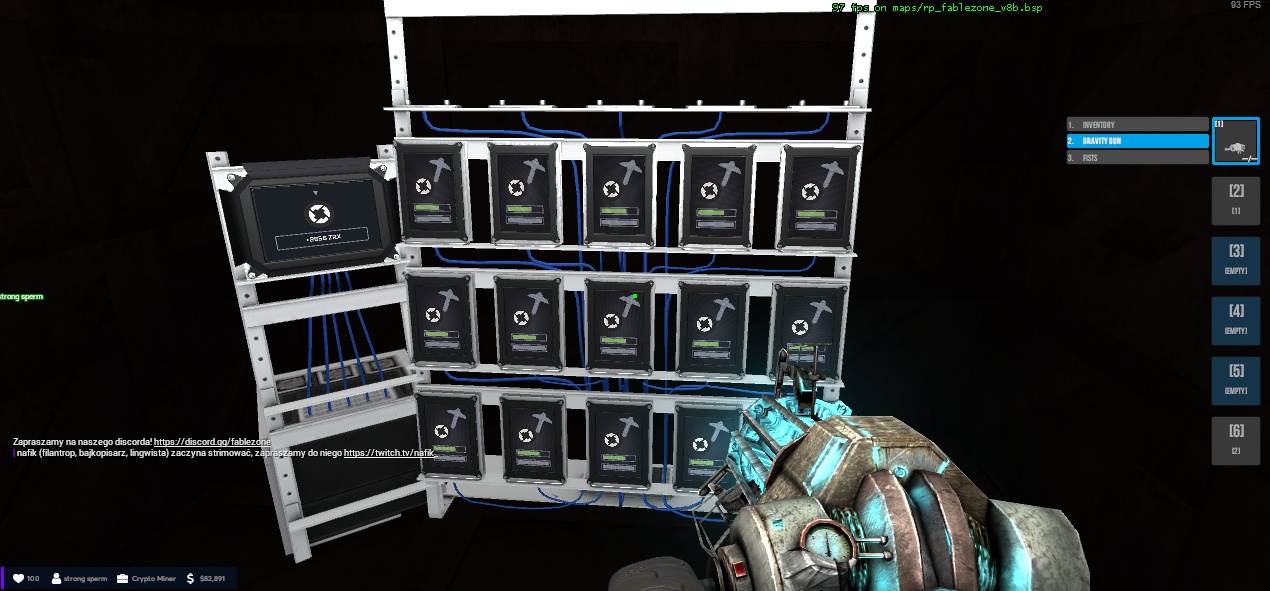 97 fps on maps/rp_fablezone_v8b.bsp
93 FPS
1. INVENTORY
2. GRAVITY GUN
3. FISTS
[1]
-/-
[2]
[1]
[3]
[EMPTY]
[4]
[EMPTY]
[5]
[EMPTY]
[6]
[2]
strong sperm
Zapraszamy na naszego discorda! https://discord.gg/fablezone
| nafik (filantrop, bajkopisarz, lingwista) zaczyna strimować, zapraszamy do niego https://twitch.tv/nafik_
100 strong sperm Crypto Miner $ $82,891